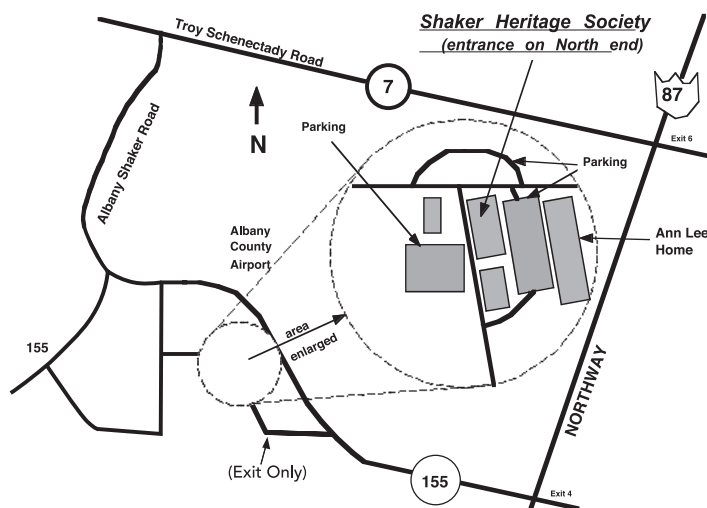 Troy Schenectady Road
Shaker Heritage Society
(entrance on North end)
7
87
Exit 6
N
Parking
Parking
Albany Shaker Road
Albany
County
Airport
Ann Lee
Home
area
enlarged
155
NORTHWAY
(Exit Only)
155
Exit 4